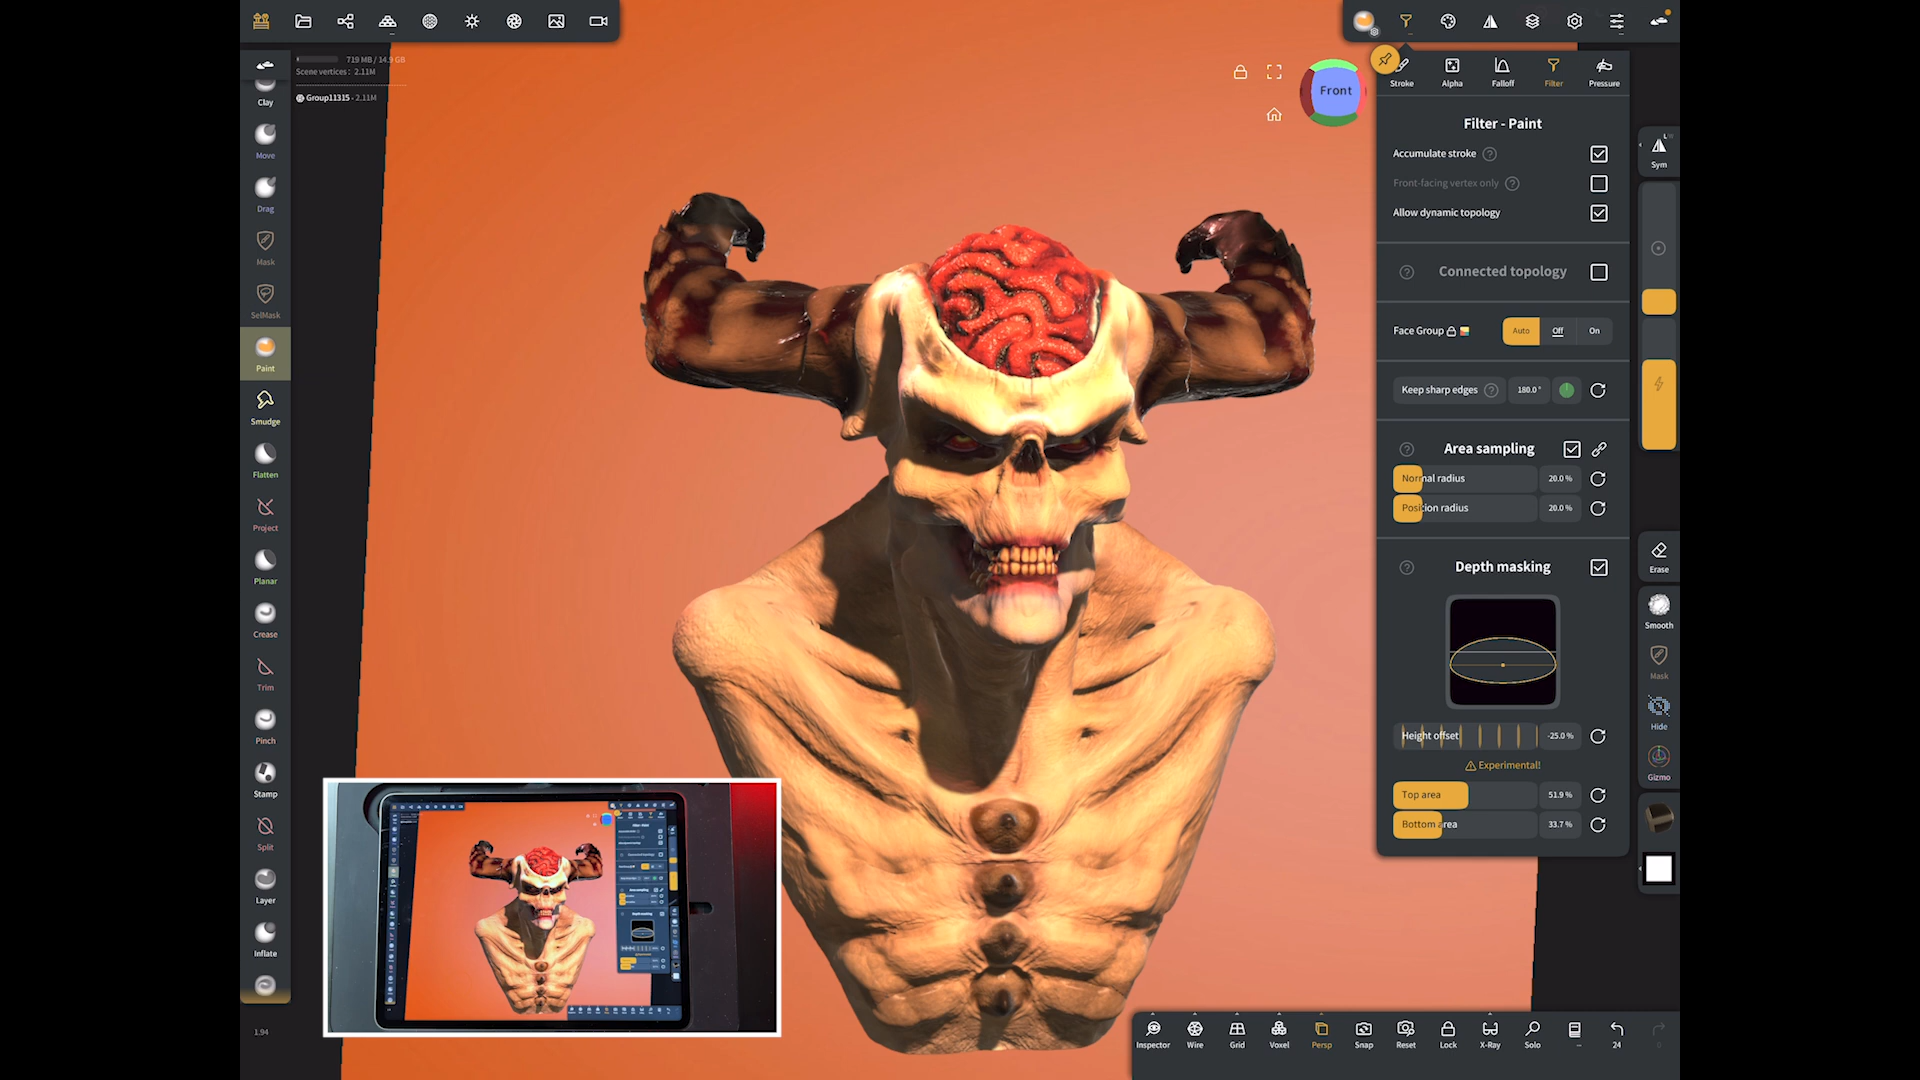 719 MB / 14.9 GB
Scene vertices : 2.11M
Group11315 - 2.11M
Clay
Move
Drag
Mask
SelMask
Paint
Smudge
Flatten
Project
Planar
Crease
Trim
Pinch
Stamp
Split
Layer
Inflate
1.94
Front
Stroke
Alpha
Falloff
Filter
Pressure
Filter - Paint
Accumulate stroke ?
Front-facing vertex only ?
Allow dynamic topology
? Connected topology
Face Group Auto Off On
Keep sharp edges ? 180.0 °
? Area sampling
Normal radius 20.0 %
Position radius 20.0 %
? Depth masking
Height offset -25.0 %
Experimental!
Top area 51.9 %
Bottom area 33.7 %
Sym
Erase
Smooth
Mask
Hide
Gizmo
Inspector
Wire
Grid
Voxel
Persp
Snap
Reset
Lock
X-Ray
Solo
24
0